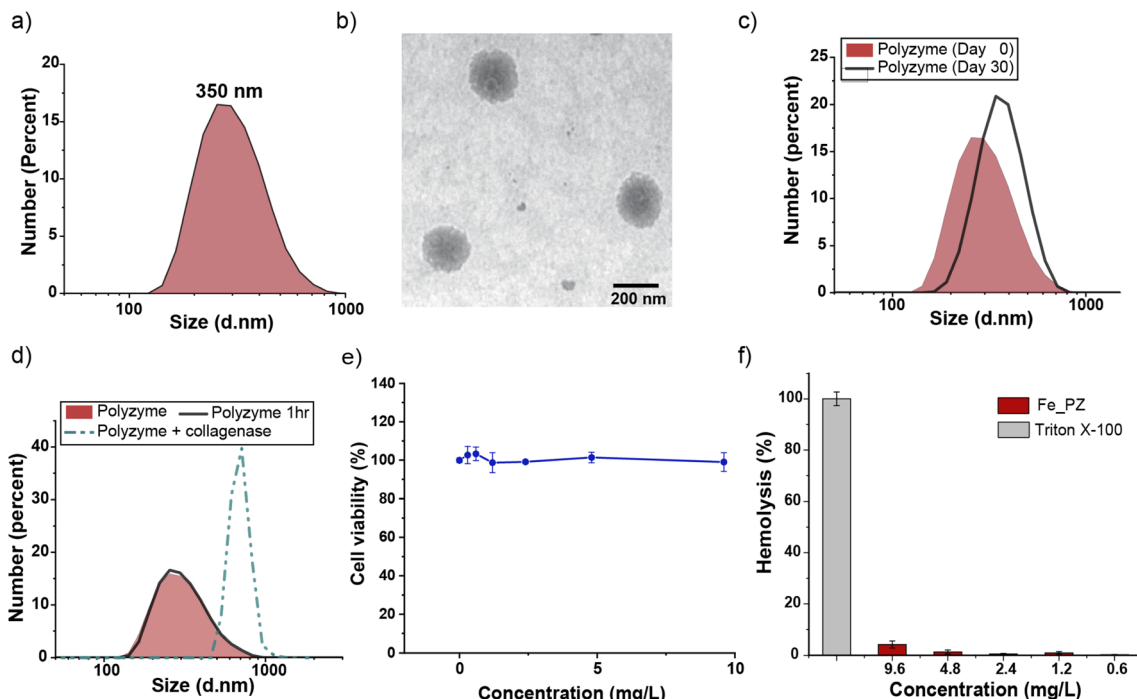 a)
20
15
10
5
0
Number (Percent)
350 nm
100
1000
Size (d.nm)
b)
200 nm
c)
Polyzyme (Day 0)
Polyzyme (Day 30)
25
20
15
10
5
0
Number (percent)
100
1000
Size (d.nm)
d)
Polyzyme
Polyzyme 1hr
Polyzyme + collagenase
40
30
20
10
0
Number (percent)
100
1000
Size (d.nm)
e)
140
120
100
80
60
40
20
0
Cell viability (%)
0
5
10
Concentration (mg/L)
f)
Fe_PZ
Triton X-100
100
80
60
40
20
0
Hemolysis (%)
9.6
4.8
2.4
1.2
0.6
Concentration (mg/L)